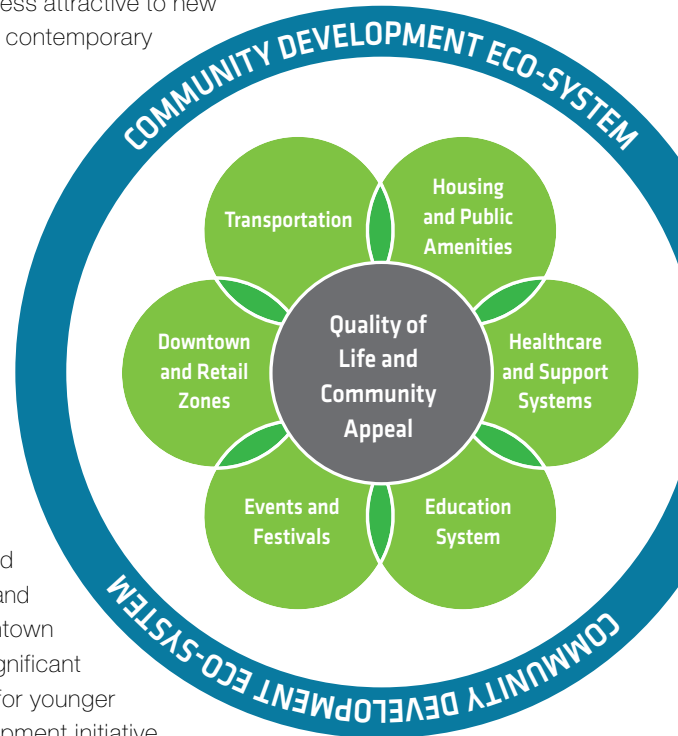 ess attractive to new
contemporary
COMMUNITY DEVELOPMENT ECO-SYSTEM
Transportation
Housing
and Public
Amenities
Downtown
and Retail
Zones
Quality of
Life and
Community
Appeal
Healthcare
and Support
Systems
Events and
Festivals
Education
System
COMMUNITY DEVELOPMENT ECO-SYSTEM
d
and
ntown
gnificant
for younger
pment initiative